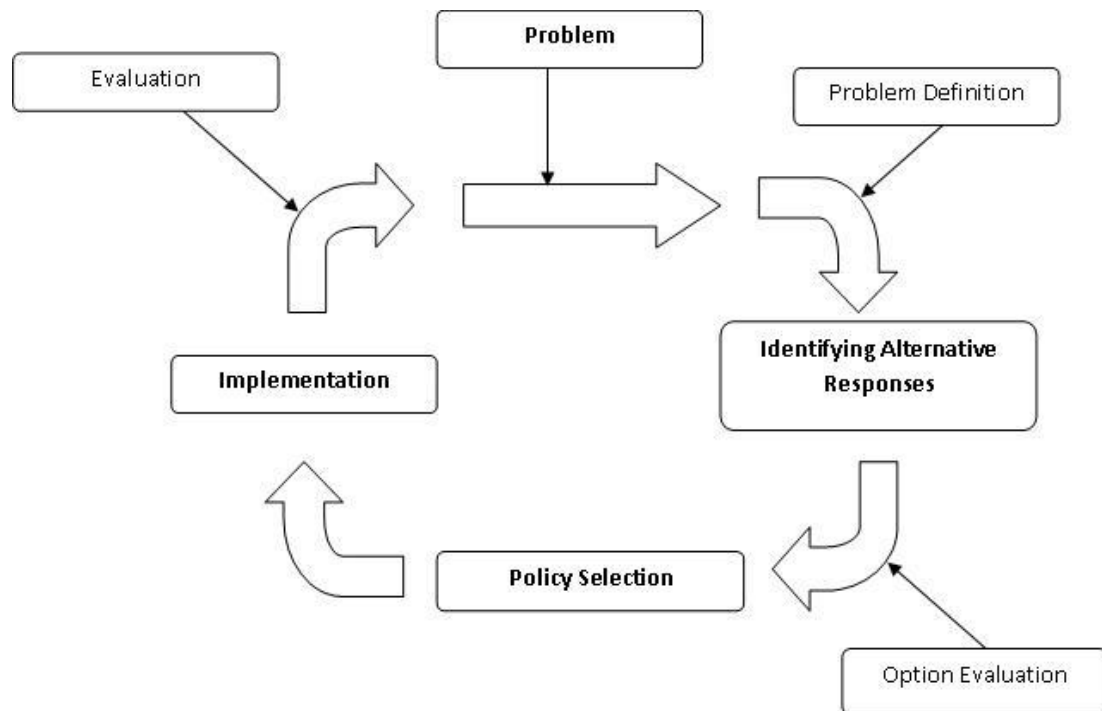 Problem
Evaluation
Problem Definition
Identifying Alternative
Responses
Implementation
Policy Selection
Option Evaluation